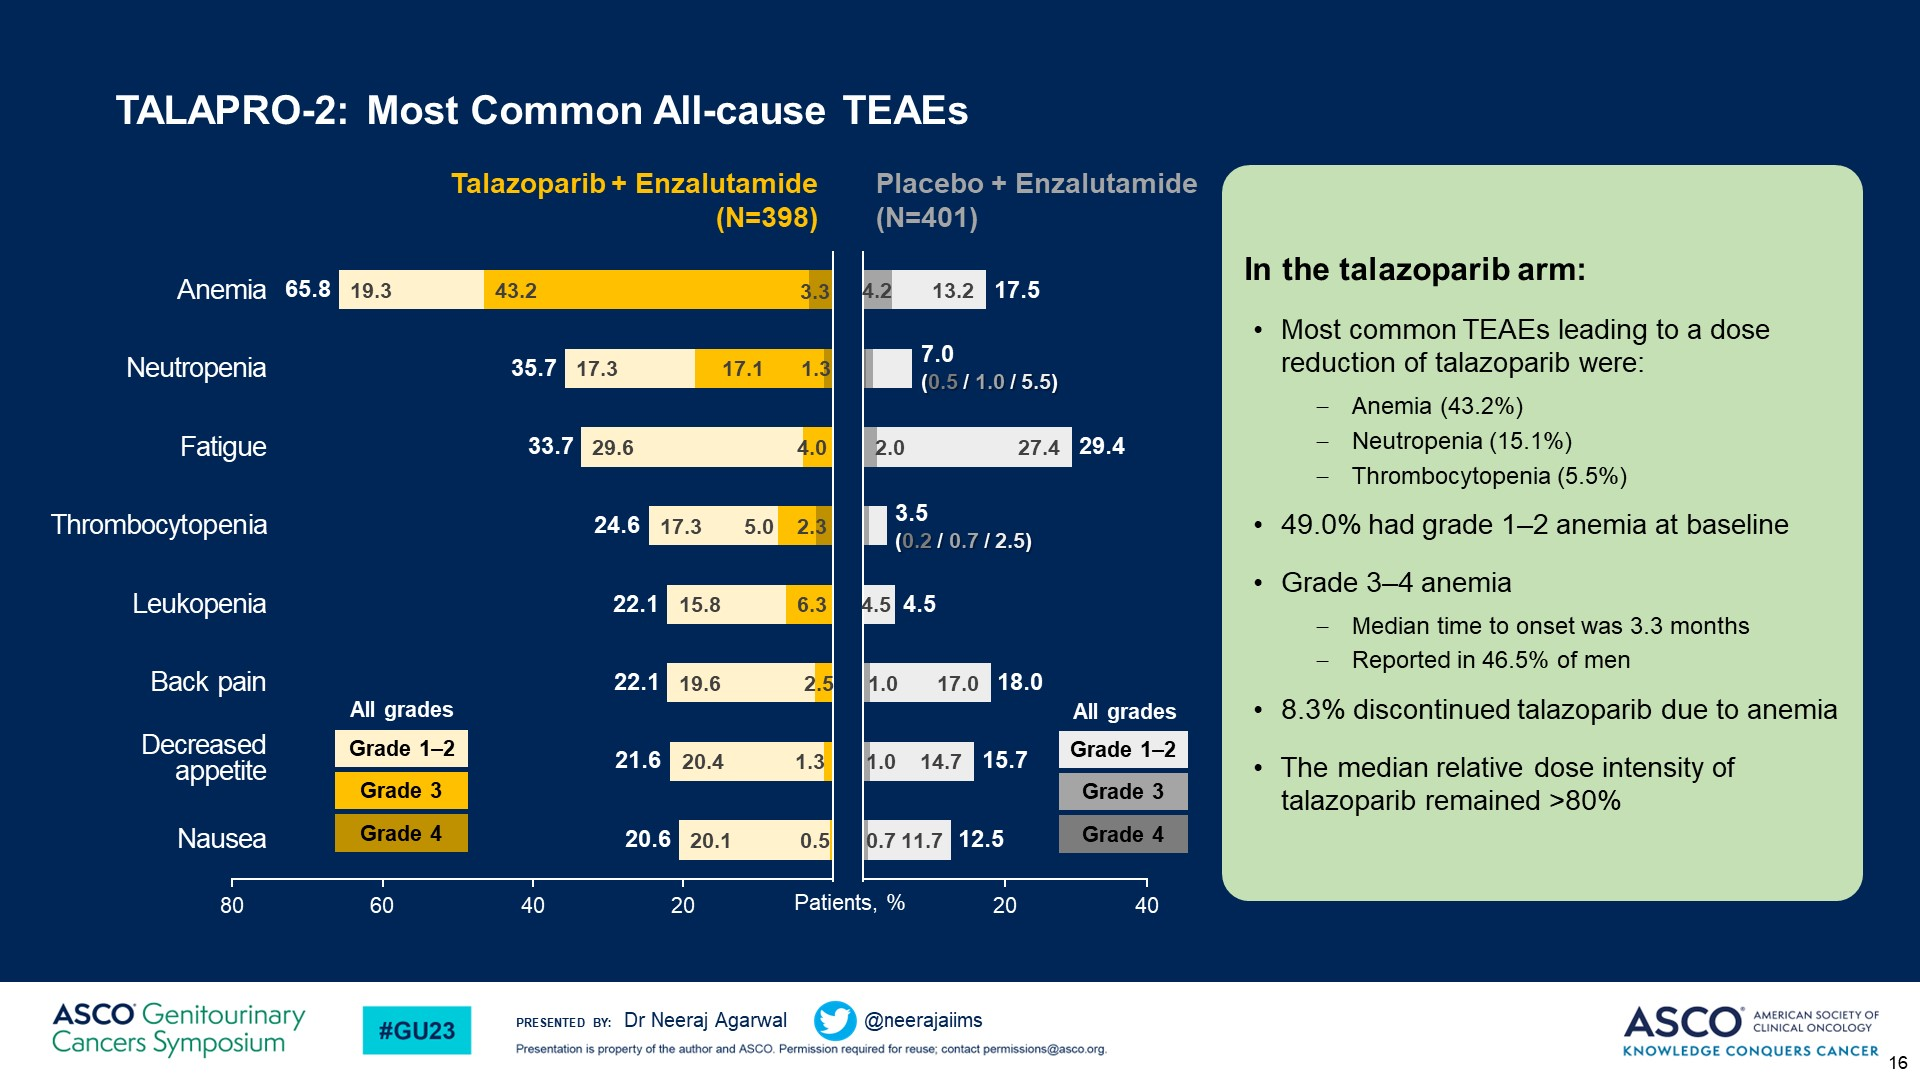 TALAPRO-2: Most Common All-cause TEAEs
Talazoparib + Enzalutamide
(N=398)
Placebo + Enzalutamide
(N=401)
Anemia 65.8 19.3 43.2 3.3 4.2 13.2 17.5
Neutropenia 35.7 17.3 17.1 1.3 7.0
(0.5 / 1.0 / 5.5)
Fatigue 33.7 29.6 4.0 2.0 27.4 29.4
Thrombocytopenia 24.6 17.3 5.0 2.3 3.5
(0.2 / 0.7 / 2.5)
Leukopenia 22.1 15.8 6.3 4.5 4.5
Back pain 22.1 19.6 2.5 1.0 17.0 18.0
Decreased
appetite 21.6 20.4 1.3 1.0 14.7 15.7
Nausea 20.6 20.1 0.5 0.7 11.7 12.5
All grades
Grade 1–2
Grade 3
Grade 4
All grades
Grade 1–2
Grade 3
Grade 4
80 60 40 20 Patients, % 20 40
In the talazoparib arm:
• Most common TEAEs leading to a dose
reduction of talazoparib were:
– Anemia (43.2%)
– Neutropenia (15.1%)
– Thrombocytopenia (5.5%)
• 49.0% had grade 1–2 anemia at baseline
• Grade 3–4 anemia
– Median time to onset was 3.3 months
– Reported in 46.5% of men
• 8.3% discontinued talazoparib due to anemia
• The median relative dose intensity of
talazoparib remained >80%
ASCO® Genitourinary
Cancers Symposium
#GU23
PRESENTED BY: Dr Neeraj Agarwal @neerajaiims
Presentation is property of the author and ASCO. Permission required for reuse; contact permissions@asco.org.
ASCO® AMERICAN SOCIETY OF
CLINICAL ONCOLOGY
KNOWLEDGE CONQUERS CANCER
16